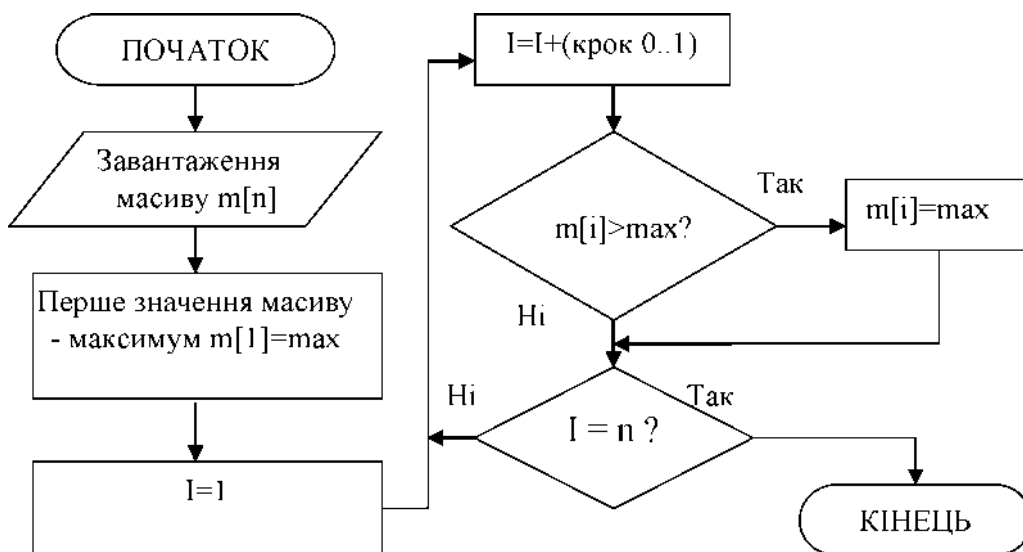 ПОЧАТОК
Завантаження
масиву m[n]
Перше значення масиву
- максимум m[1]=max
I=1
I=I+(крок 0..1)
m[i]>max?
Так
m[i]=max
Ні
I = n ?
Ні
Так
КІНЕЦЬ